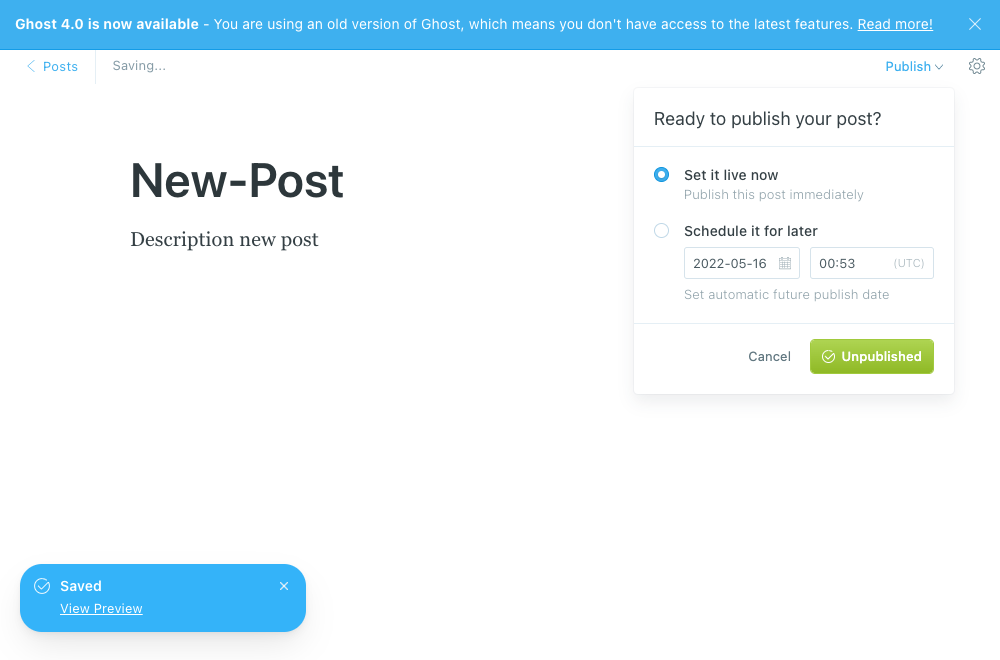 Ghost 4.0 is now available - You are using an old version of Ghost, which means you don't have access to the latest features. Read more!
Posts
Saving...
Publish
Ready to publish your post?
Set it live now
Publish this post immediately
Schedule it for later
2022-05-16
00:53 (UTC)
Set automatic future publish date
Cancel
Unpublished
New-Post
Description new post
Saved
View Preview